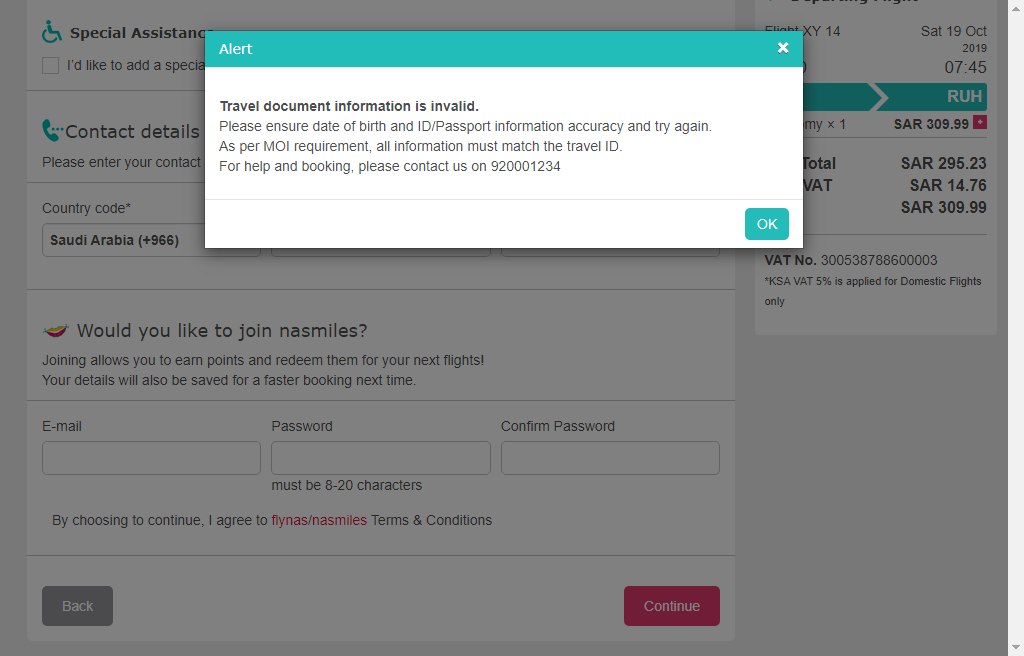 Departing Flight
Special Assistance
I'd like to add a specia
Flight XY 14
Sat 19 Oct
2019
07:45
RUH
my × 1
SAR 309.99
Total
SAR 295.23
VAT
SAR 14.76
SAR 309.99
VAT No. 300538788600003
*KSA VAT 5% is applied for Domestic Flights
only
Alert
Travel document information is invalid.
Please ensure date of birth and ID/Passport information accuracy and try again.
As per MOI requirement, all information must match the travel ID.
For help and booking, please contact us on 920001234
OK
Contact details
Please enter your contact
Country code*
Saudi Arabia (+966)
Would you like to join nasmiles?
Joining allows you to earn points and redeem them for your next flights!
Your details will also be saved for a faster booking next time.
E-mail
Password
Confirm Password
must be 8-20 characters
By choosing to continue, I agree to flynas/nasmiles Terms & Conditions
Back
Continue